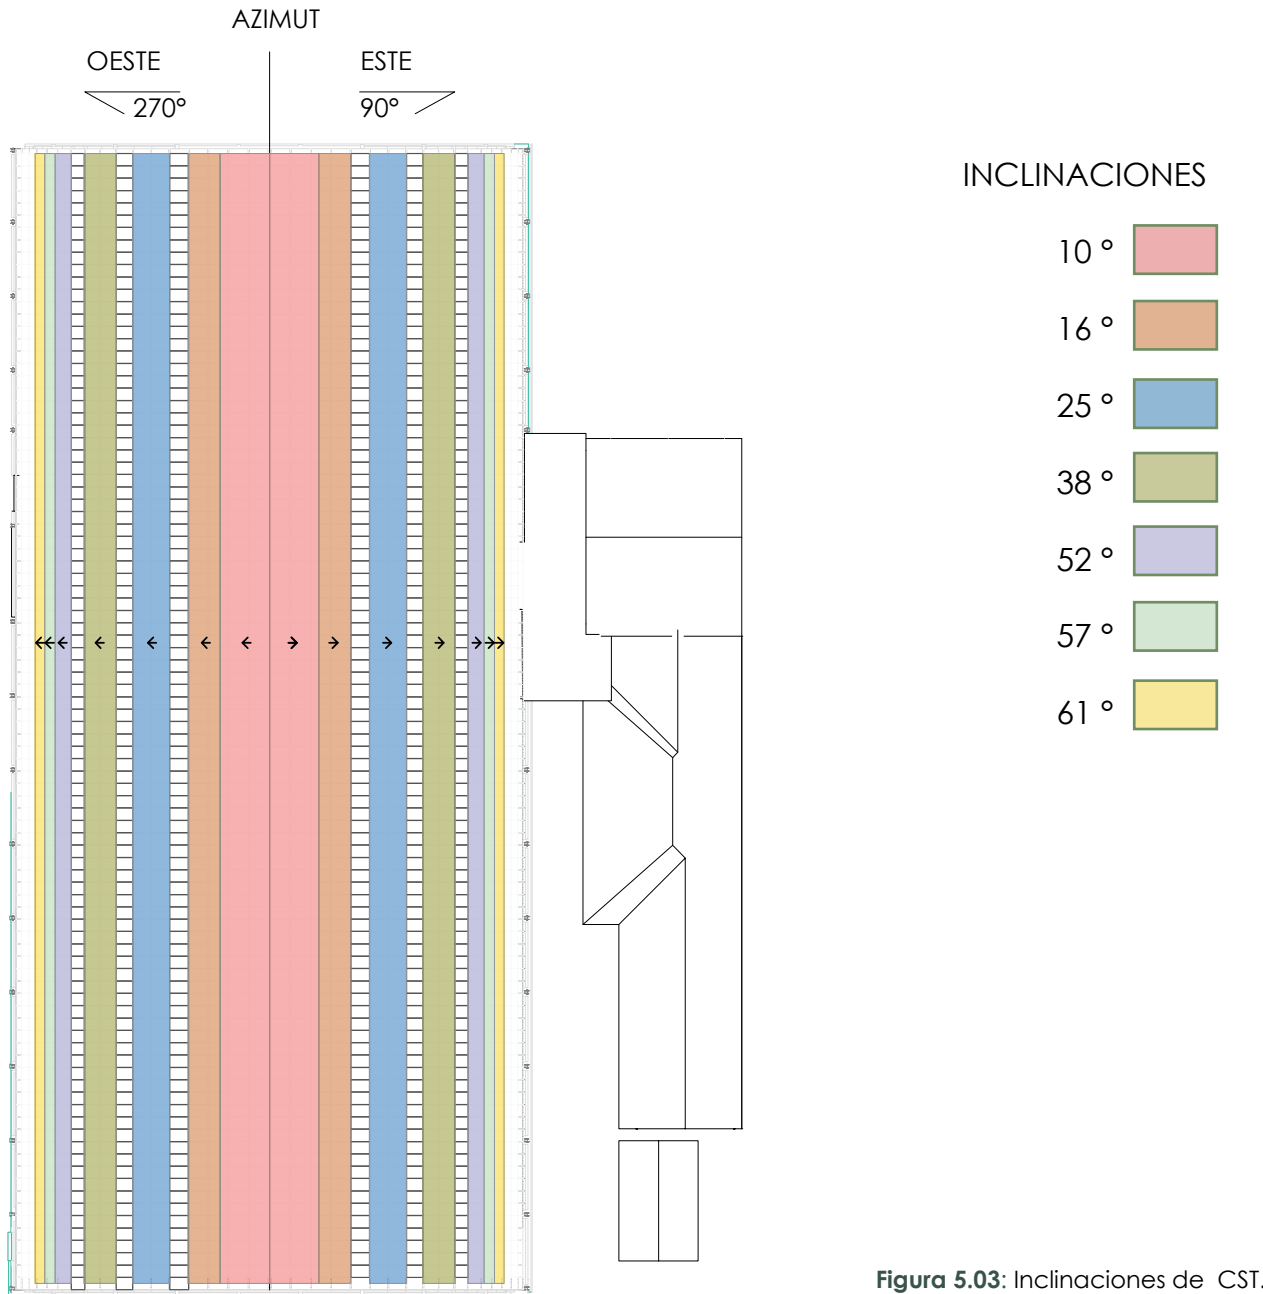 AZIMUT
OESTE
ESTE
270°
90°
INCLINACIONES
10 °
16 °
25 °
38 °
52 °
57 °
61 °
Figura 5.03: Inclinaciones de CST.